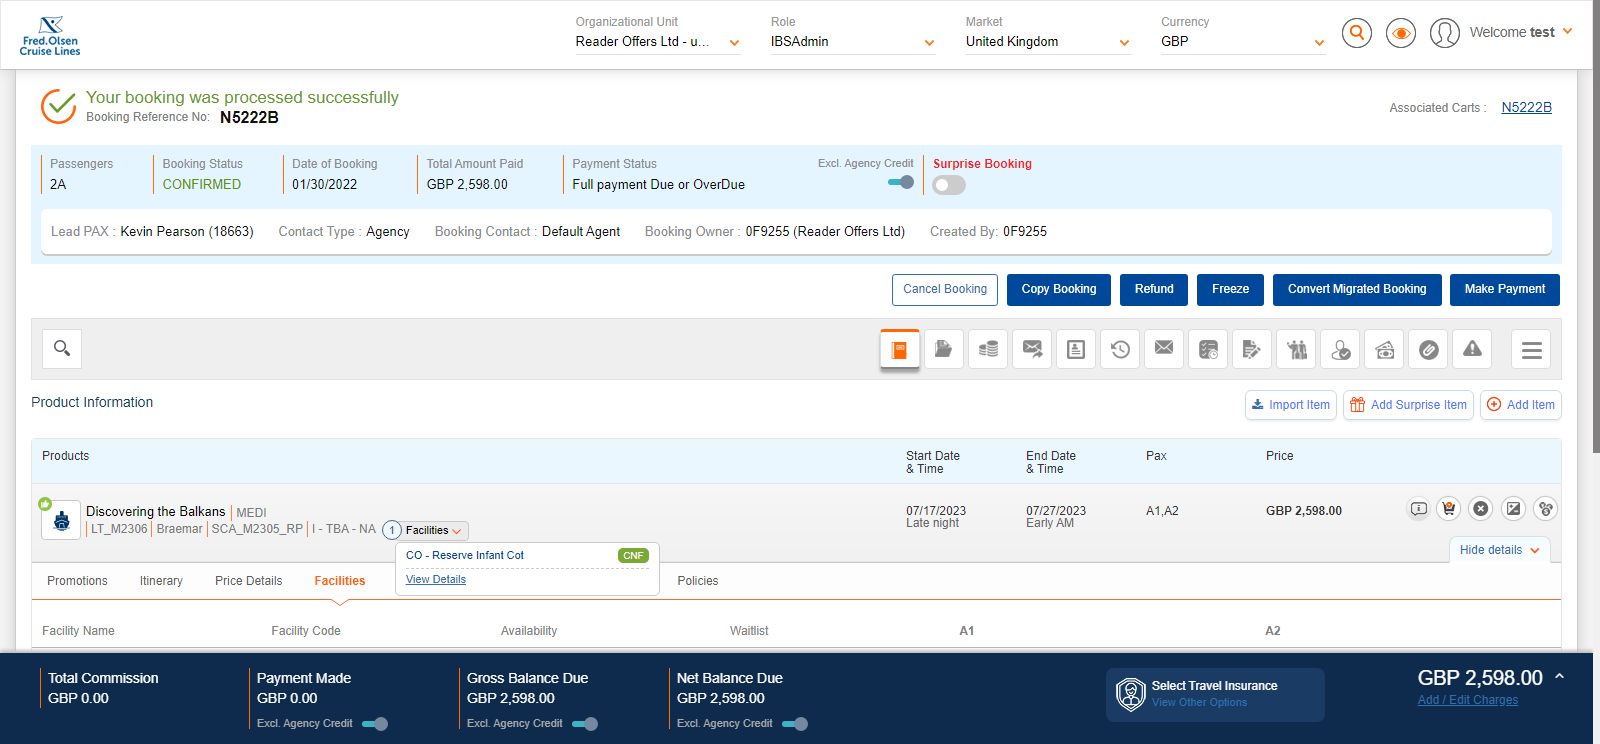 Fred.Olsen
Cruise Lines
Organizational Unit
Reader Offers Ltd - u...
Role
IBSAdmin
Market
United Kingdom
Currency
GBP
Welcome test
Your booking was processed successfully
Booking Reference No: N5222B
Associated Carts : N5222B
Passengers
2A
Booking Status
CONFIRMED
Date of Booking
01/30/2022
Total Amount Paid
GBP 2,598.00
Payment Status
Full payment Due or OverDue
Excl. Agency Credit
Surprise Booking
Lead PAX : Kevin Pearson (18663) Contact Type : Agency Booking Contact : Default Agent Booking Owner : 0F9255 (Reader Offers Ltd) Created By: 0F9255
Cancel Booking Copy Booking Refund Freeze Convert Migrated Booking Make Payment
Product Information
Import Item Add Surprise Item Add Item
Products
Start Date
& Time
End Date
& Time
Pax
Price
Discovering the Balkans MEDI
LT_M2306 Braemar SCA_M2305_RP I - TBA - NA 1 Facilities
07/17/2023
Late night
07/27/2023
Early AM
A1,A2
GBP 2,598.00
Hide details
CO - Reserve Infant Cot CNF
View Details
Promotions Itinerary Price Details Facilities Policies
Facility Name Facility Code Availability Waitlist A1 A2
Total Commission
GBP 0.00
Payment Made
GBP 0.00
Excl. Agency Credit
Gross Balance Due
GBP 2,598.00
Excl. Agency Credit
Net Balance Due
GBP 2,598.00
Excl. Agency Credit
Select Travel Insurance
View Other Options
GBP 2,598.00
Add / Edit Charges